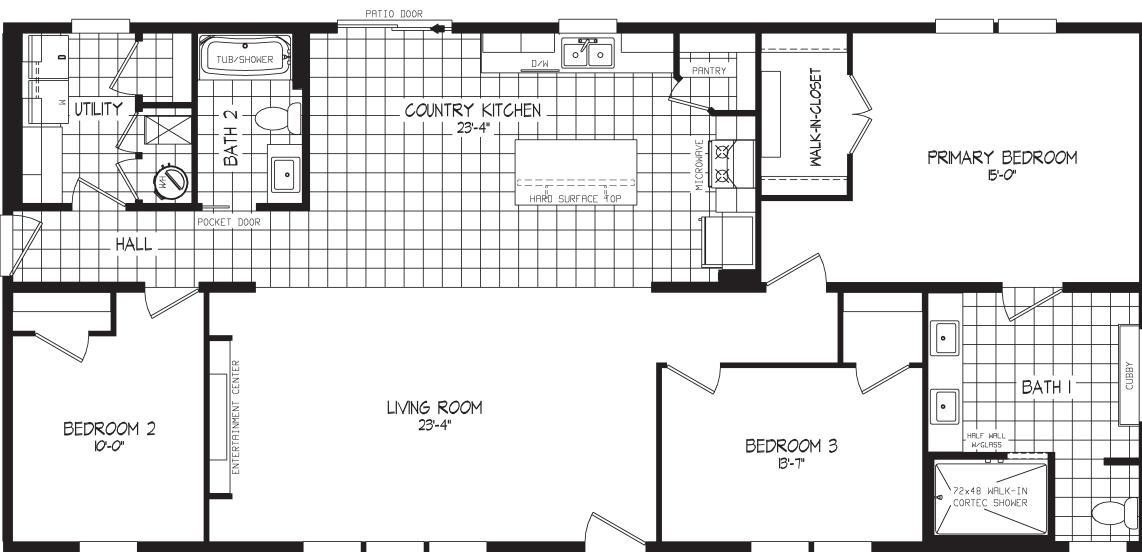 PATIO DOOR
D
W
UTILITY
W/H
TUB/SHOWER
BATH 2
POCKET DOOR
HALL
COUNTRY KITCHEN
23'-4"
D/W
PANTRY
MICROWAVE
HARD SURFACE TOP
WALK-IN-CLOSET
PRIMARY BEDROOM
15'-0"
BEDROOM 2
10'-0"
ENTERTAINMENT CENTER
LIVING ROOM
23'-4"
BEDROOM 3
13'-7"
BATH 1
CUBBY
HALF WALL
W/GLASS
72x48 WALK-IN
CORTEC SHOWER